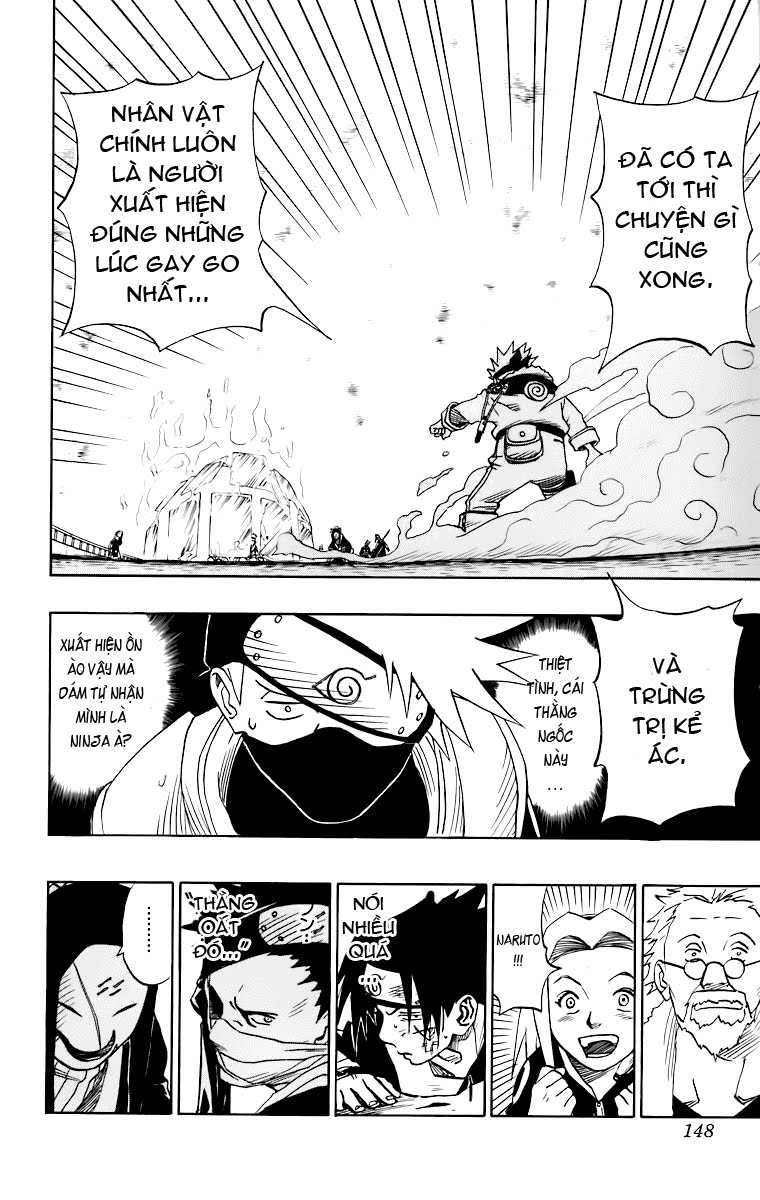 ĐÃ CÓ TA
TỚI THÌ
CHUYỆN GÌ
CŨNG
XONG.
NHÂN VẬT
CHÍNH LUÔN
LÀ NGƯỜI
XUẤT HIỆN
ĐÚNG NHỮNG
LÚC GAY GO
NHẤT...
VÀ
TRỪNG
TRỊ KẺ
ÁC.
THIỆT
TÌNH, CÁI
THẰNG
NGỐC
NÀY
...
XUẤT HIỆN ỒN
ÀO VẬY MÀ
DÁM TỰ NHẬN
MÌNH LÀ
NINJA À?
NARUTO
!!!
NÓI
NHIỀU
QUÁ
"THẰNG
OÁT
ĐÓ..."
.......
148